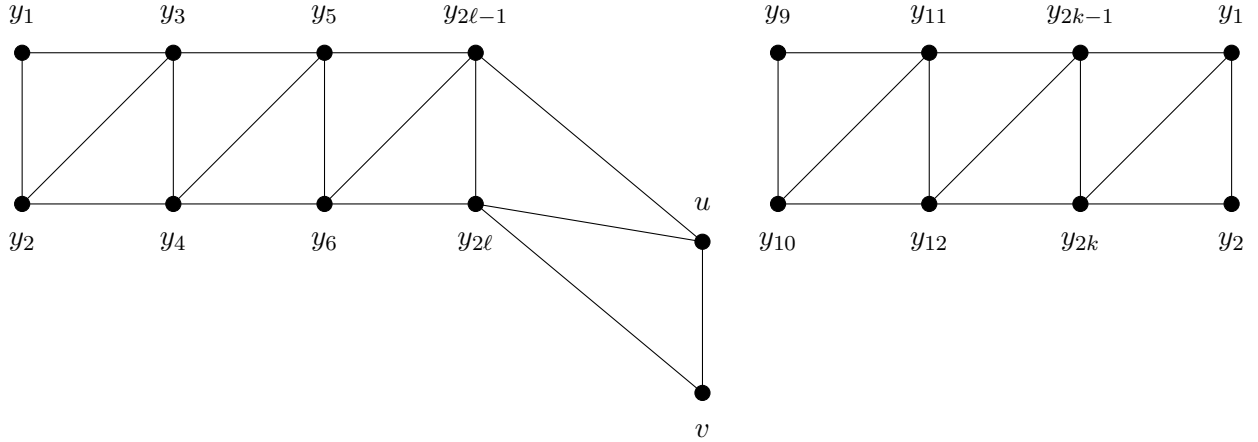 y₁ y₃ y₅ y₂ℓ₋₁ y₉ y₁₁ y₂ₖ₋₁ y₁
u
y₂ y₄ y₆ y₂ℓ y₁₀ y₁₂ y₂ₖ y₂
v